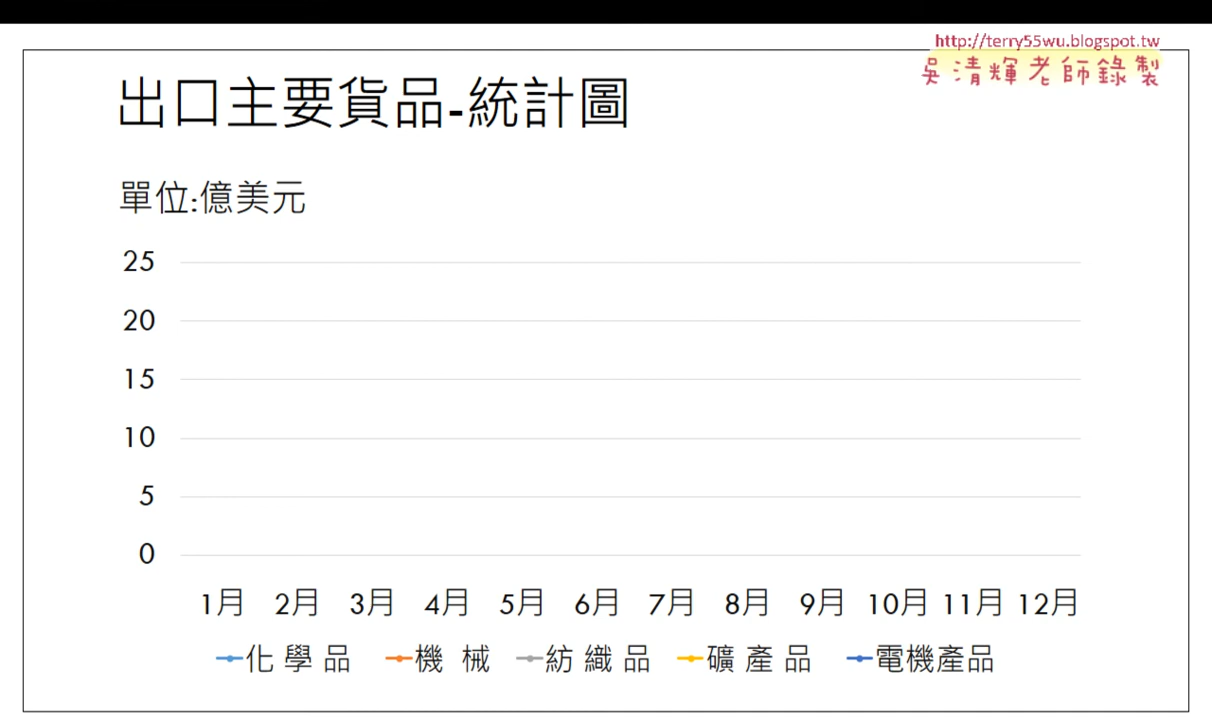 http://terry55wu.blogspot.tw
吳清輝老師錄製
出口主要貨品-統計圖
單位:億美元
25
20
15
10
5
0
1月 2月 3月 4月 5月 6月 7月 8月 9月 10月 11月 12月
化 學 品 機 械 紡 織 品 礦 產 品 電機產品